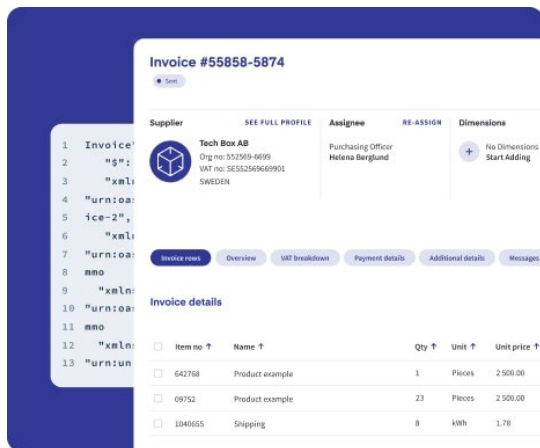 Invoice #55858-5874
Sent
Supplier SEE FULL PROFILE Assignee RE-ASSIGN Dimensions
Tech Box AB
Org no: 552569-6699
VAT no: SE552569669901
SWEDEN
Purchasing Officer
Helena Berglund
+ No Dimensions
Start Adding
Invoice rows Overview VAT breakdown Payment details Additional details Messages
Invoice details
Item no ↑ Name ↑ Qty ↑ Unit ↑ Unit price ↑
642768 Product example 1 Pieces 2 500.00
09752 Product example 23 Pieces 2 500.00
1040655 Shipping 8 kWh 1.78
1 Invoice
2 "$":
3 "xmln
4 "urn:oa
5 ice-2",
6 "xml
7 "urn:oa
8 mmo
9 "xmln
10 "urn:oa
11 mmo
12 "xmln
13 "urn:un